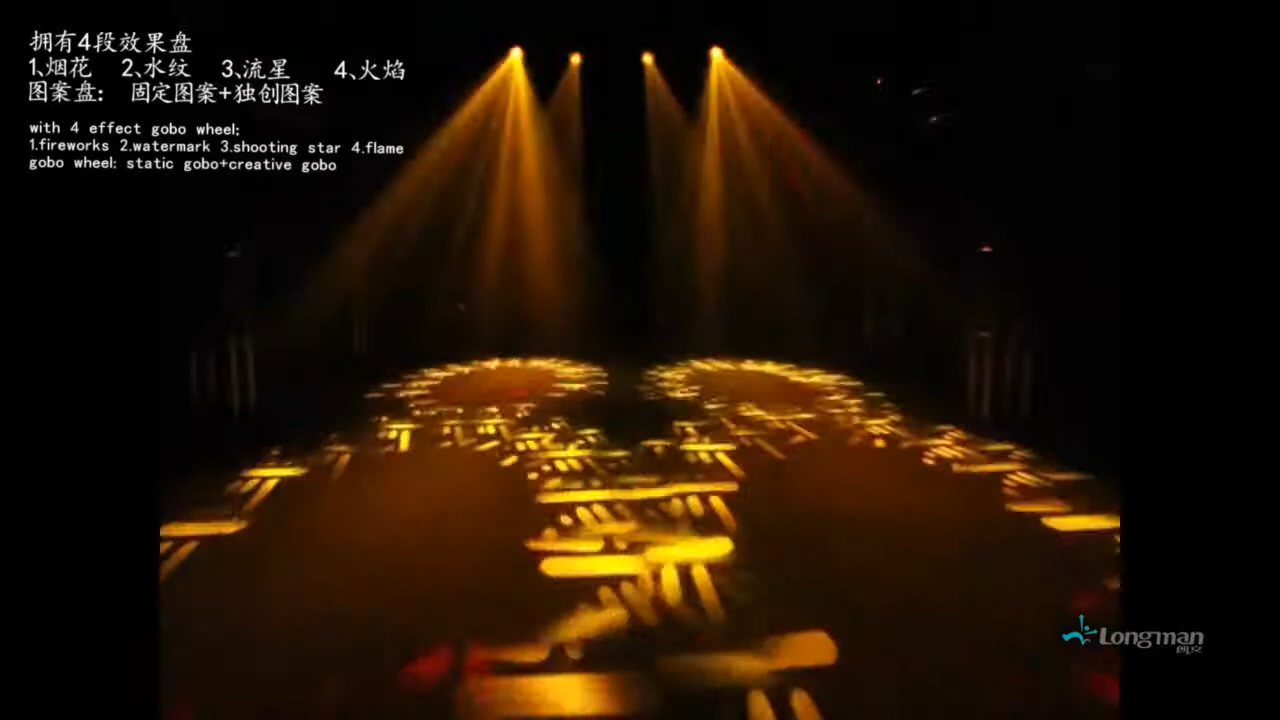 拥有4段效果盘
1、烟花 2、水纹 3、流星 4、火焰
图案盘: 固定图案+独创图案
with 4 effect gobo wheel:
1.fireworks 2.watermark 3.shooting star 4.flame
gobo wheel: static gobo+creative gobo
Longman